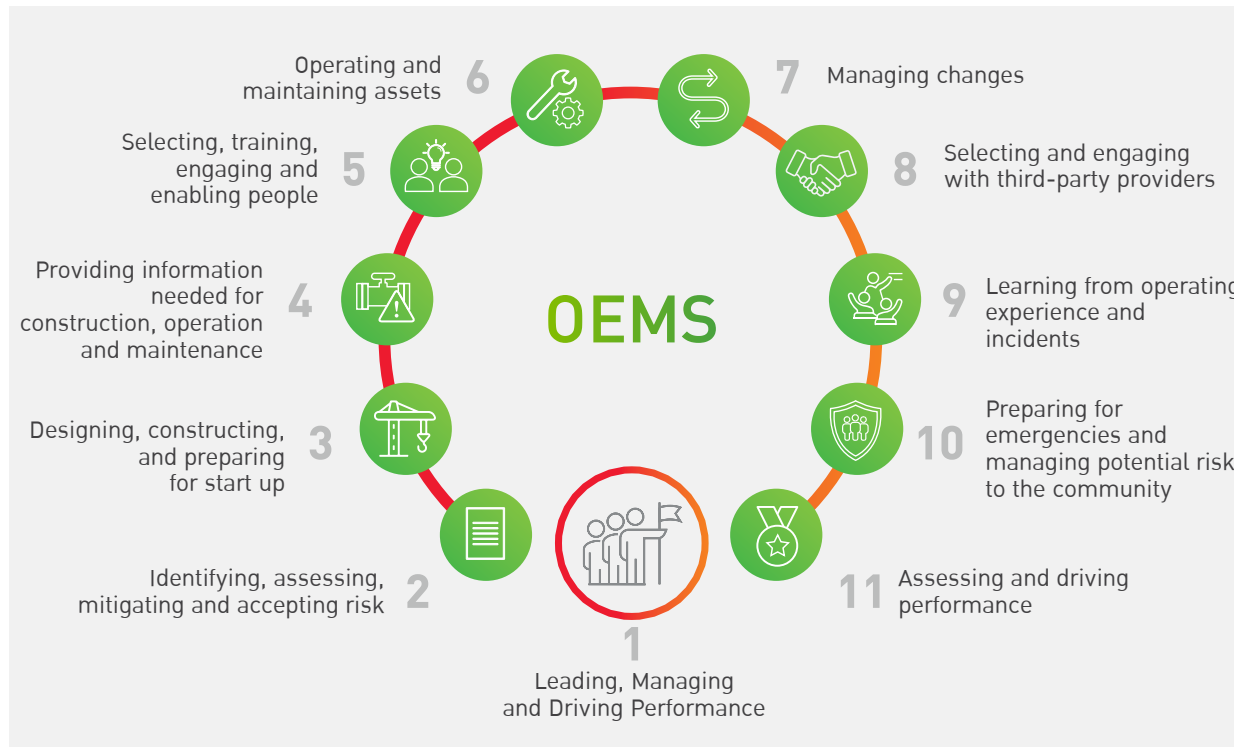 OEMS
1
Leading, Managing
and Driving Performance
2
Identifying, assessing,
mitigating and accepting risk
3
Designing, constructing,
and preparing
for start up
4
Providing information
needed for
construction, operation
and maintenance
5
Selecting, training,
engaging and
enabling people
6
Operating and
maintaining assets
7
Managing changes
8
Selecting and engaging
with third-party providers
9
Learning from operating
experience and
incidents
10
Preparing for
emergencies and
managing potential risk
to the community
11
Assessing and driving
performance